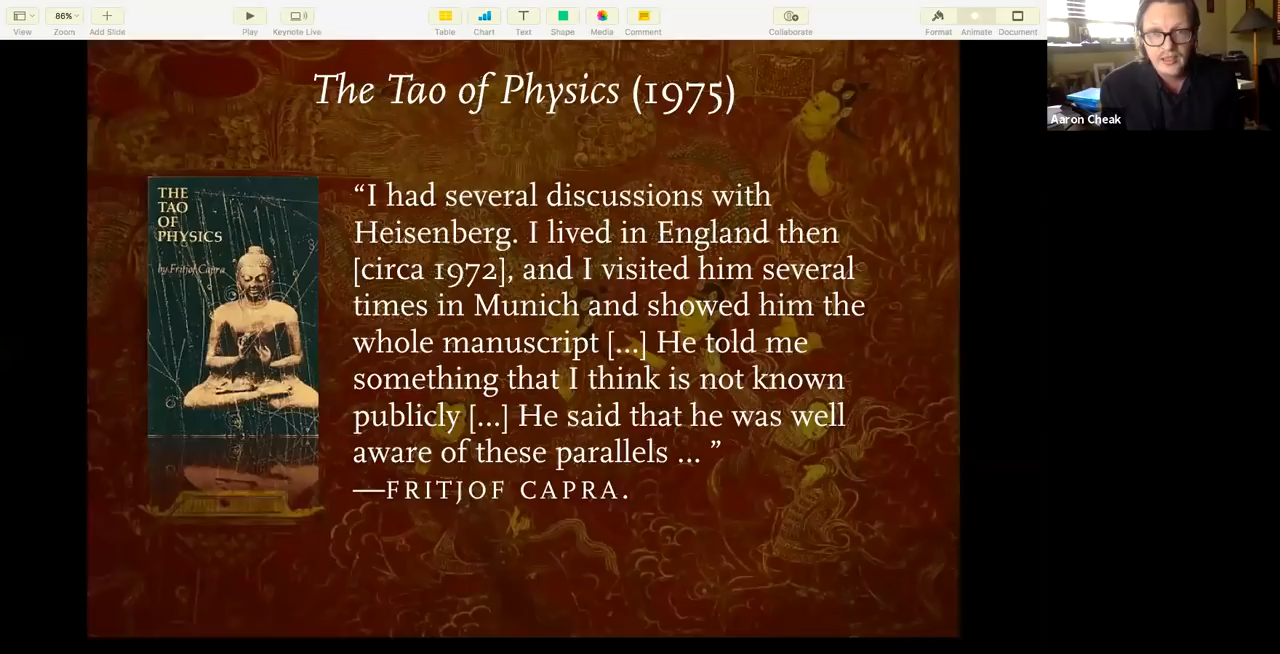 View
Zoom
Add Slide
86%
Play
Keynote Live
Table
Chart
Text
Shape
Media
Comment
Collaborate
Format
Animate
Document
Aaron Cheak
The Tao of Physics (1975)
THE
TAO
OF
PHYSICS
by Fritjof Capra
“I had several discussions with
Heisenberg. I lived in England then
[circa 1972], and I visited him several
times in Munich and showed him the
whole manuscript [...] He told me
something that I think is not known
publicly [...] He said that he was well
aware of these parallels ... ”
—FRITJOF CAPRA.